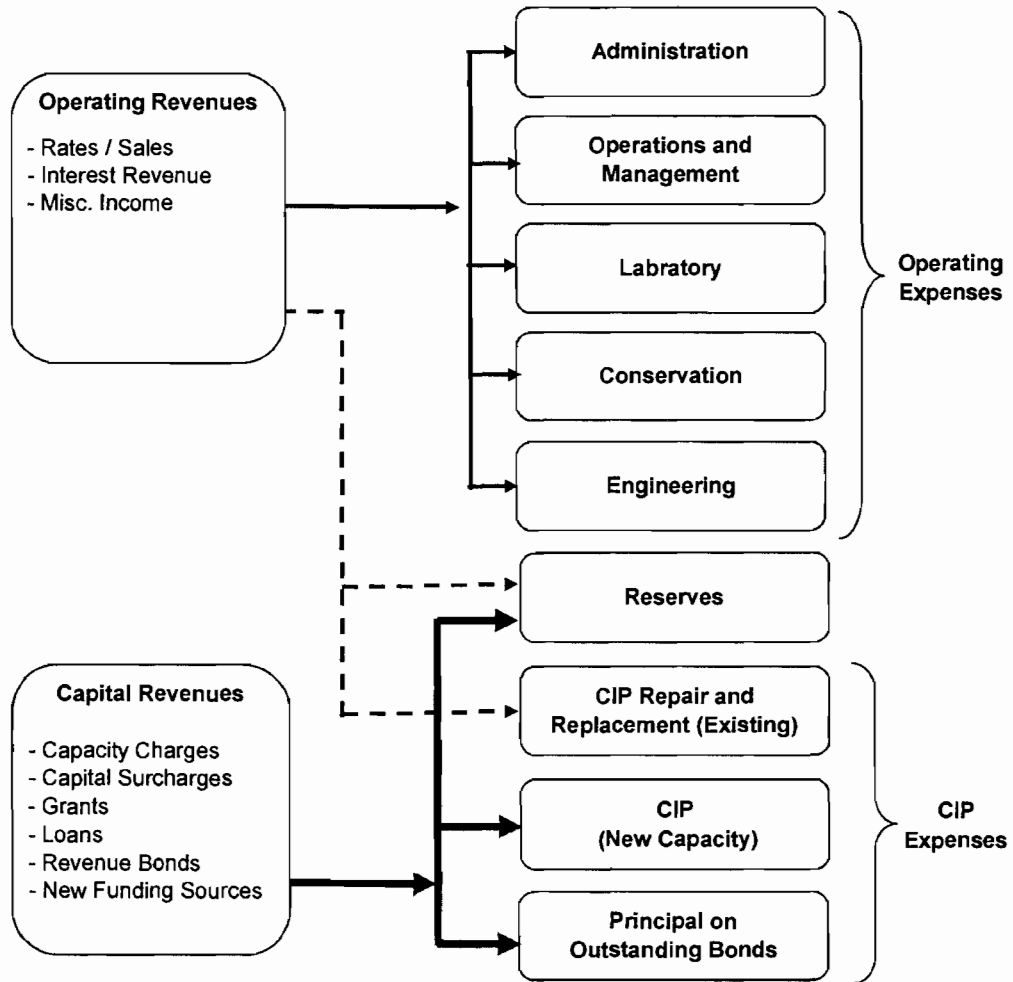 Operating Revenues
- Rates / Sales
- Interest Revenue
- Misc. Income
Administration
Operations and
Management
Labratory
Conservation
Engineering
Operating
Expenses
Reserves
Capital Revenues
- Capacity Charges
- Capital Surcharges
- Grants
- Loans
- Revenue Bonds
- New Funding Sources
CIP Repair and
Replacement (Existing)
CIP
(New Capacity)
Principal on
Outstanding Bonds
CIP
Expenses